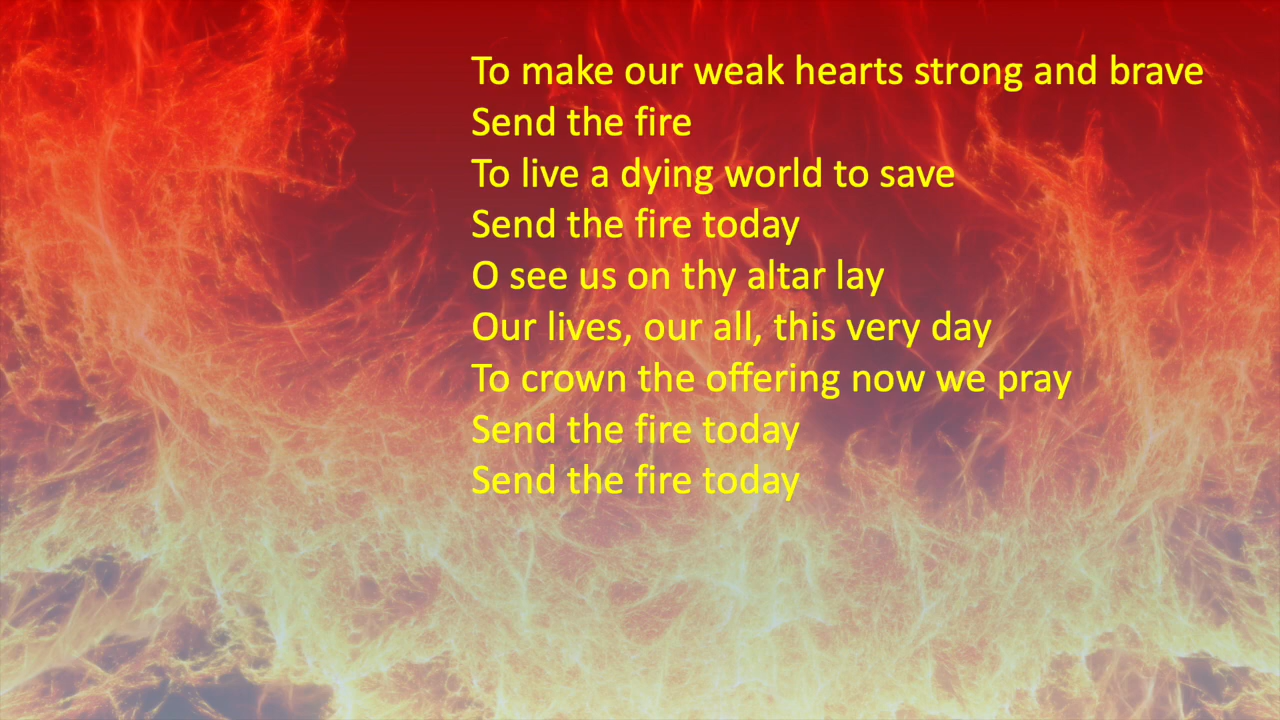 To make our weak hearts strong and brave
Send the fire
To live a dying world to save
Send the fire today
O see us on thy altar lay
Our lives, our all, this very day
To crown the offering now we pray
Send the fire today
Send the fire today